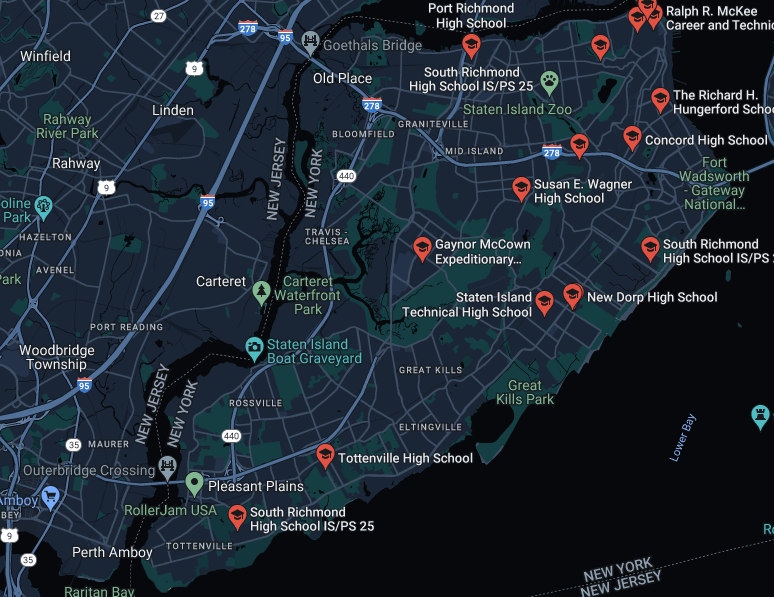 Port Richmond
High School
Ralph R. McKee
Career and Technic
27
278
95
Goethals Bridge
Winfield
9
Old Place
South Richmond
High School IS/PS 25
Staten Island Zoo
The Richard H.
Hungerford Schoo
Linden
278
GRANITEVILLE
BLOOMFIELD
Rahway
River Park
MID ISLAND
278
Concord High School
Rahway
NEW JERSEY
NEW YORK
440
Fort
Wadsworth
- Gateway
National...
9
95
Susan E. Wagner
High School
oline
Park
HAZELTON
TRAVIS -
CHELSEA
Gaynor McCown
Expeditionary...
South Richmond
High School IS/PS 2
ONIA
AVENEL
Park
Carteret
Carteret
Waterfront
Park
Staten Island
Technical High School
New Dorp High School
PORT READING
Woodbridge
Township
Staten Island
Boat Graveyard
GREAT KILLS
95
Great
Kills Park
NEW JERSEY
NEW YORK
ROSSVILLE
ELTINGVILLE
Lower Bay
440
35
MAURER
Outerbridge Crossing
Tottenville High School
Amboy
BEY
Pleasant Plains
RollerJam USA
South Richmond
High School IS/PS 25
9
35
Perth Amboy
TOTTENVILLE
Ro
NEW YORK
NEW JERSEY
Raritan Bay